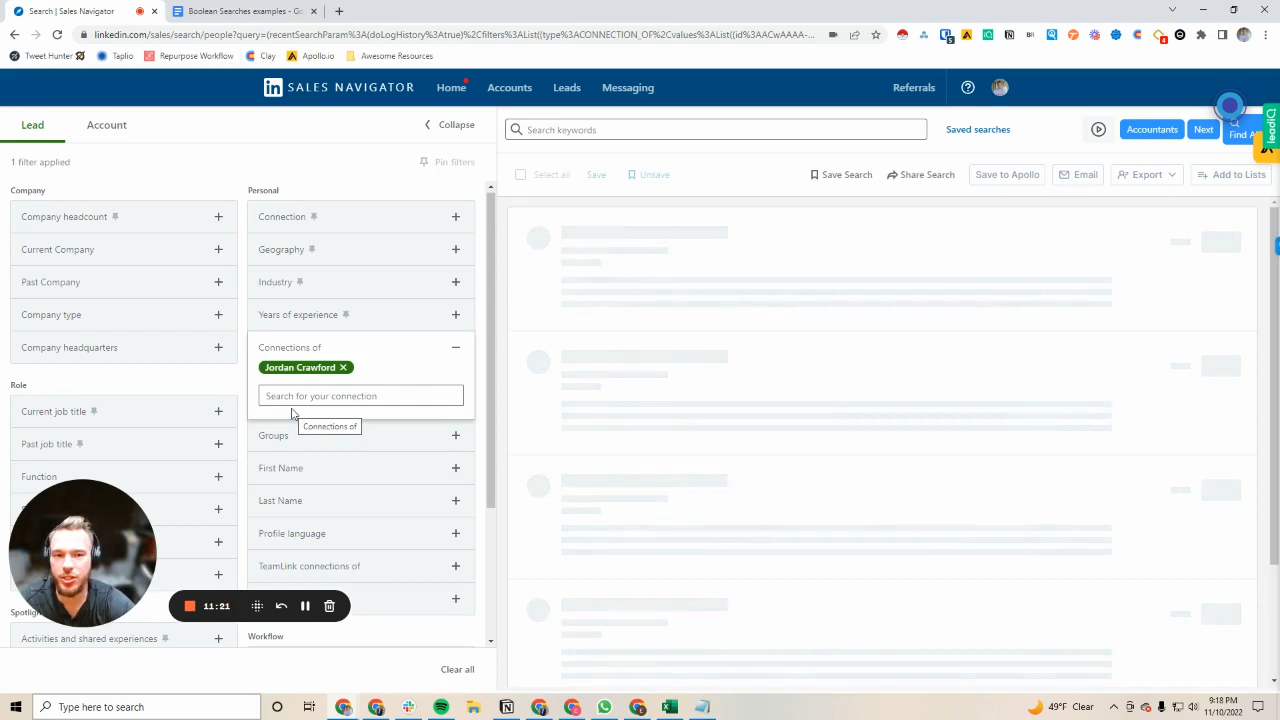 Search | Sales Navigator
Boolean Searches examples - Go
linkedin.com/sales/search/people?query=(recentSearchParam%3A(doLogHistory%3Atrue)%2Cfilters%3AList((type%3ACONNECTION_OF%2Cvalues%3AList((id%3AACwAAAA-
Tweet Hunter
Taplio
Repurpose Workflow
Clay
Apollo.io
Awesome Resources
in SALES NAVIGATOR
Home
Accounts
Leads
Messaging
Referrals
Lead
Account
Collapse
Search keywords
Saved searches
Accountants
Next
Find A
1 filter applied
Pin filters
Select all
Save
Unsave
Save Search
Share Search
Save to Apollo
Email
Export
Add to Lists
Company
Company headcount
Current Company
Past Company
Company type
Company headquarters
Role
Current job title
Past job title
Function
Personal
Connection
Geography
Industry
Years of experience
Connections of
Jordan Crawford
Search for your connection
Connections of
Groups
First Name
Last Name
Profile language
TeamLink connections of
11:21
Activities and shared experiences
Workflow
Clear all
Type here to search
49°F Clear
9:18 PM
11/10/2022